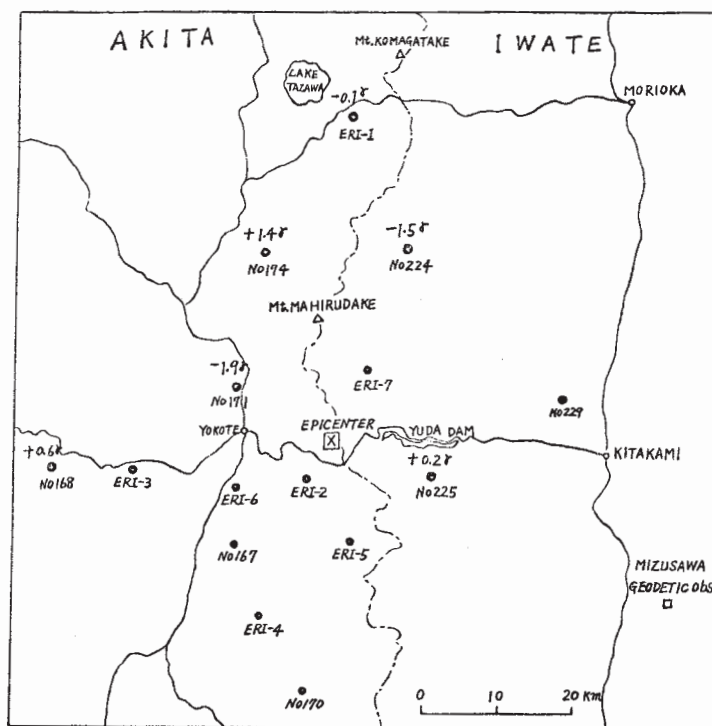 AKITA
IWATE
Mt. KOMAGATAKE
LAKE
TAZAWA
MORIOKA
-0.1γ
ERI-1
+1.4γ
No174
-1.5γ
No224
Mt. MAHIRUDAKE
-1.9γ
No171
ERI-7
No229
YOKOTE
EPICENTER
X
YUDA DAM
KITAKAMI
+0.6γ
No168
ERI-3
ERI-6
ERI-2
+0.2γ
No225
No167
ERI-5
MIZUSAWA
GEODETIC Obs
ERI-4
No170
0 10 20 Km